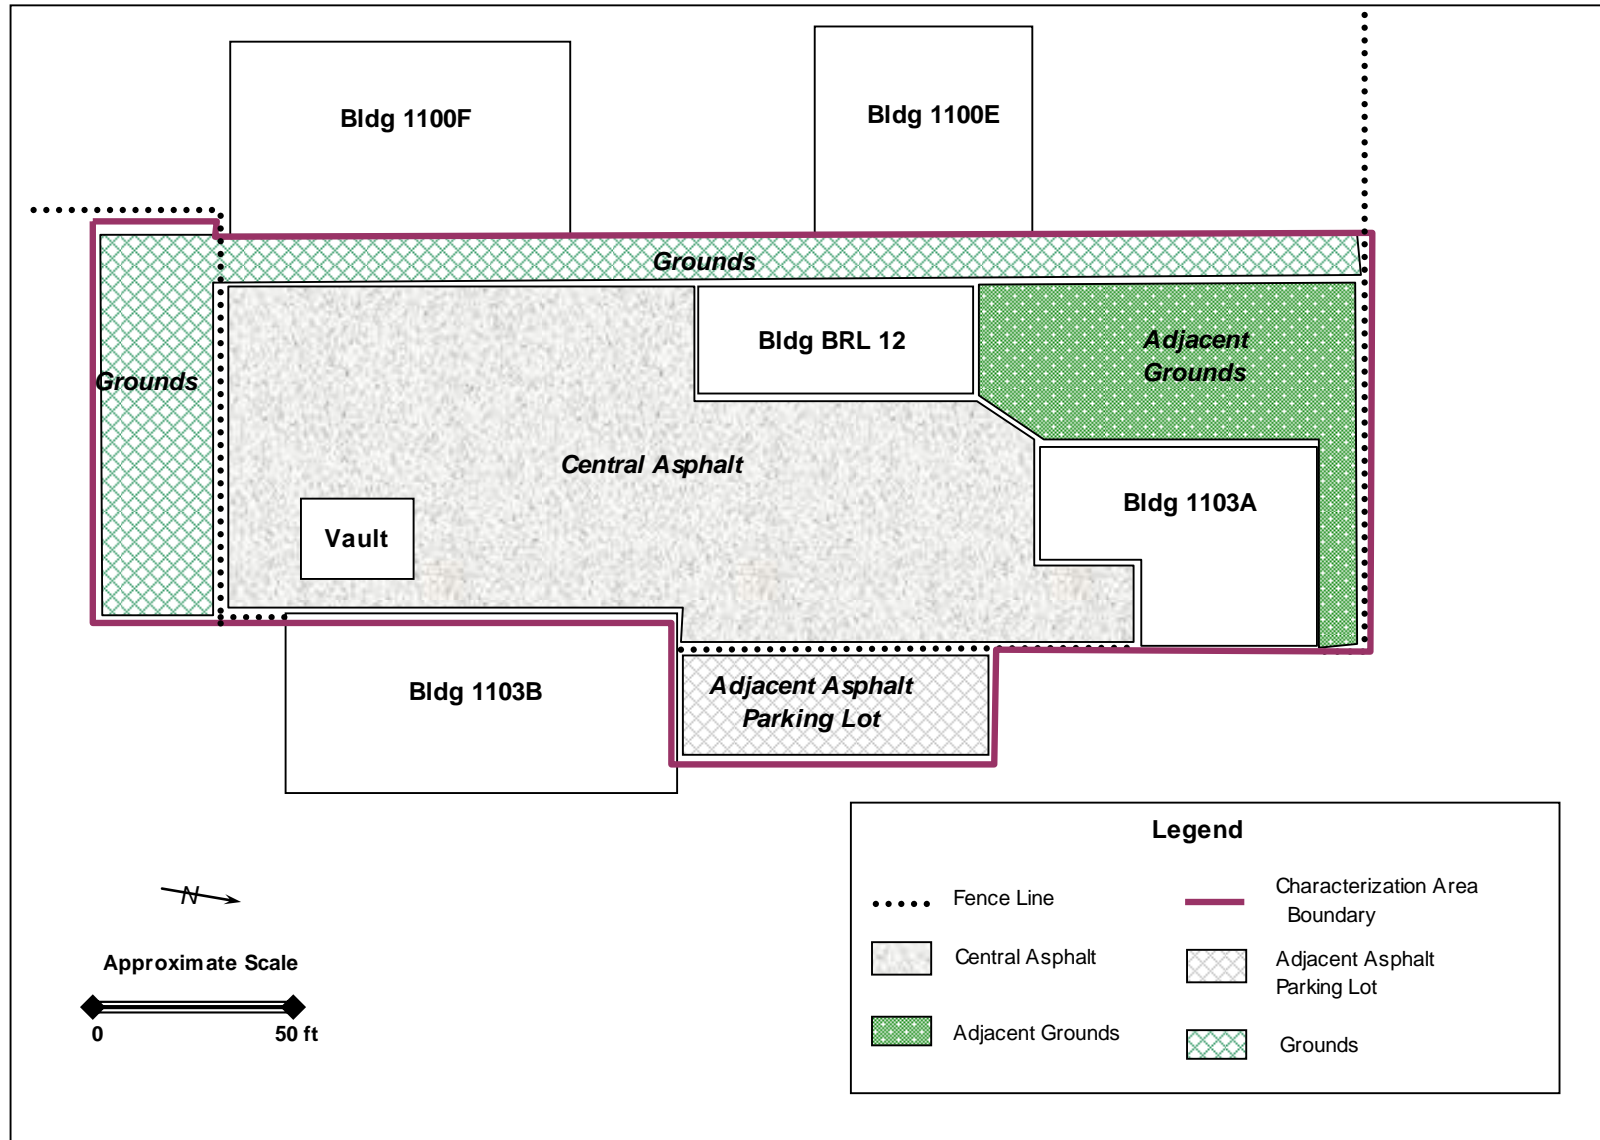 Bldg 1100F
Bldg 1100E
Grounds
Bldg BRL 12
Adjacent
Grounds
Grounds
Central Asphalt
Bldg 1103A
Vault
Bldg 1103B
Adjacent Asphalt
Parking Lot
Legend
N
Fence Line
Characterization Area
Boundary
Approximate Scale
Central Asphalt
Adjacent Asphalt
Parking Lot
0
50 ft
Adjacent Grounds
Grounds